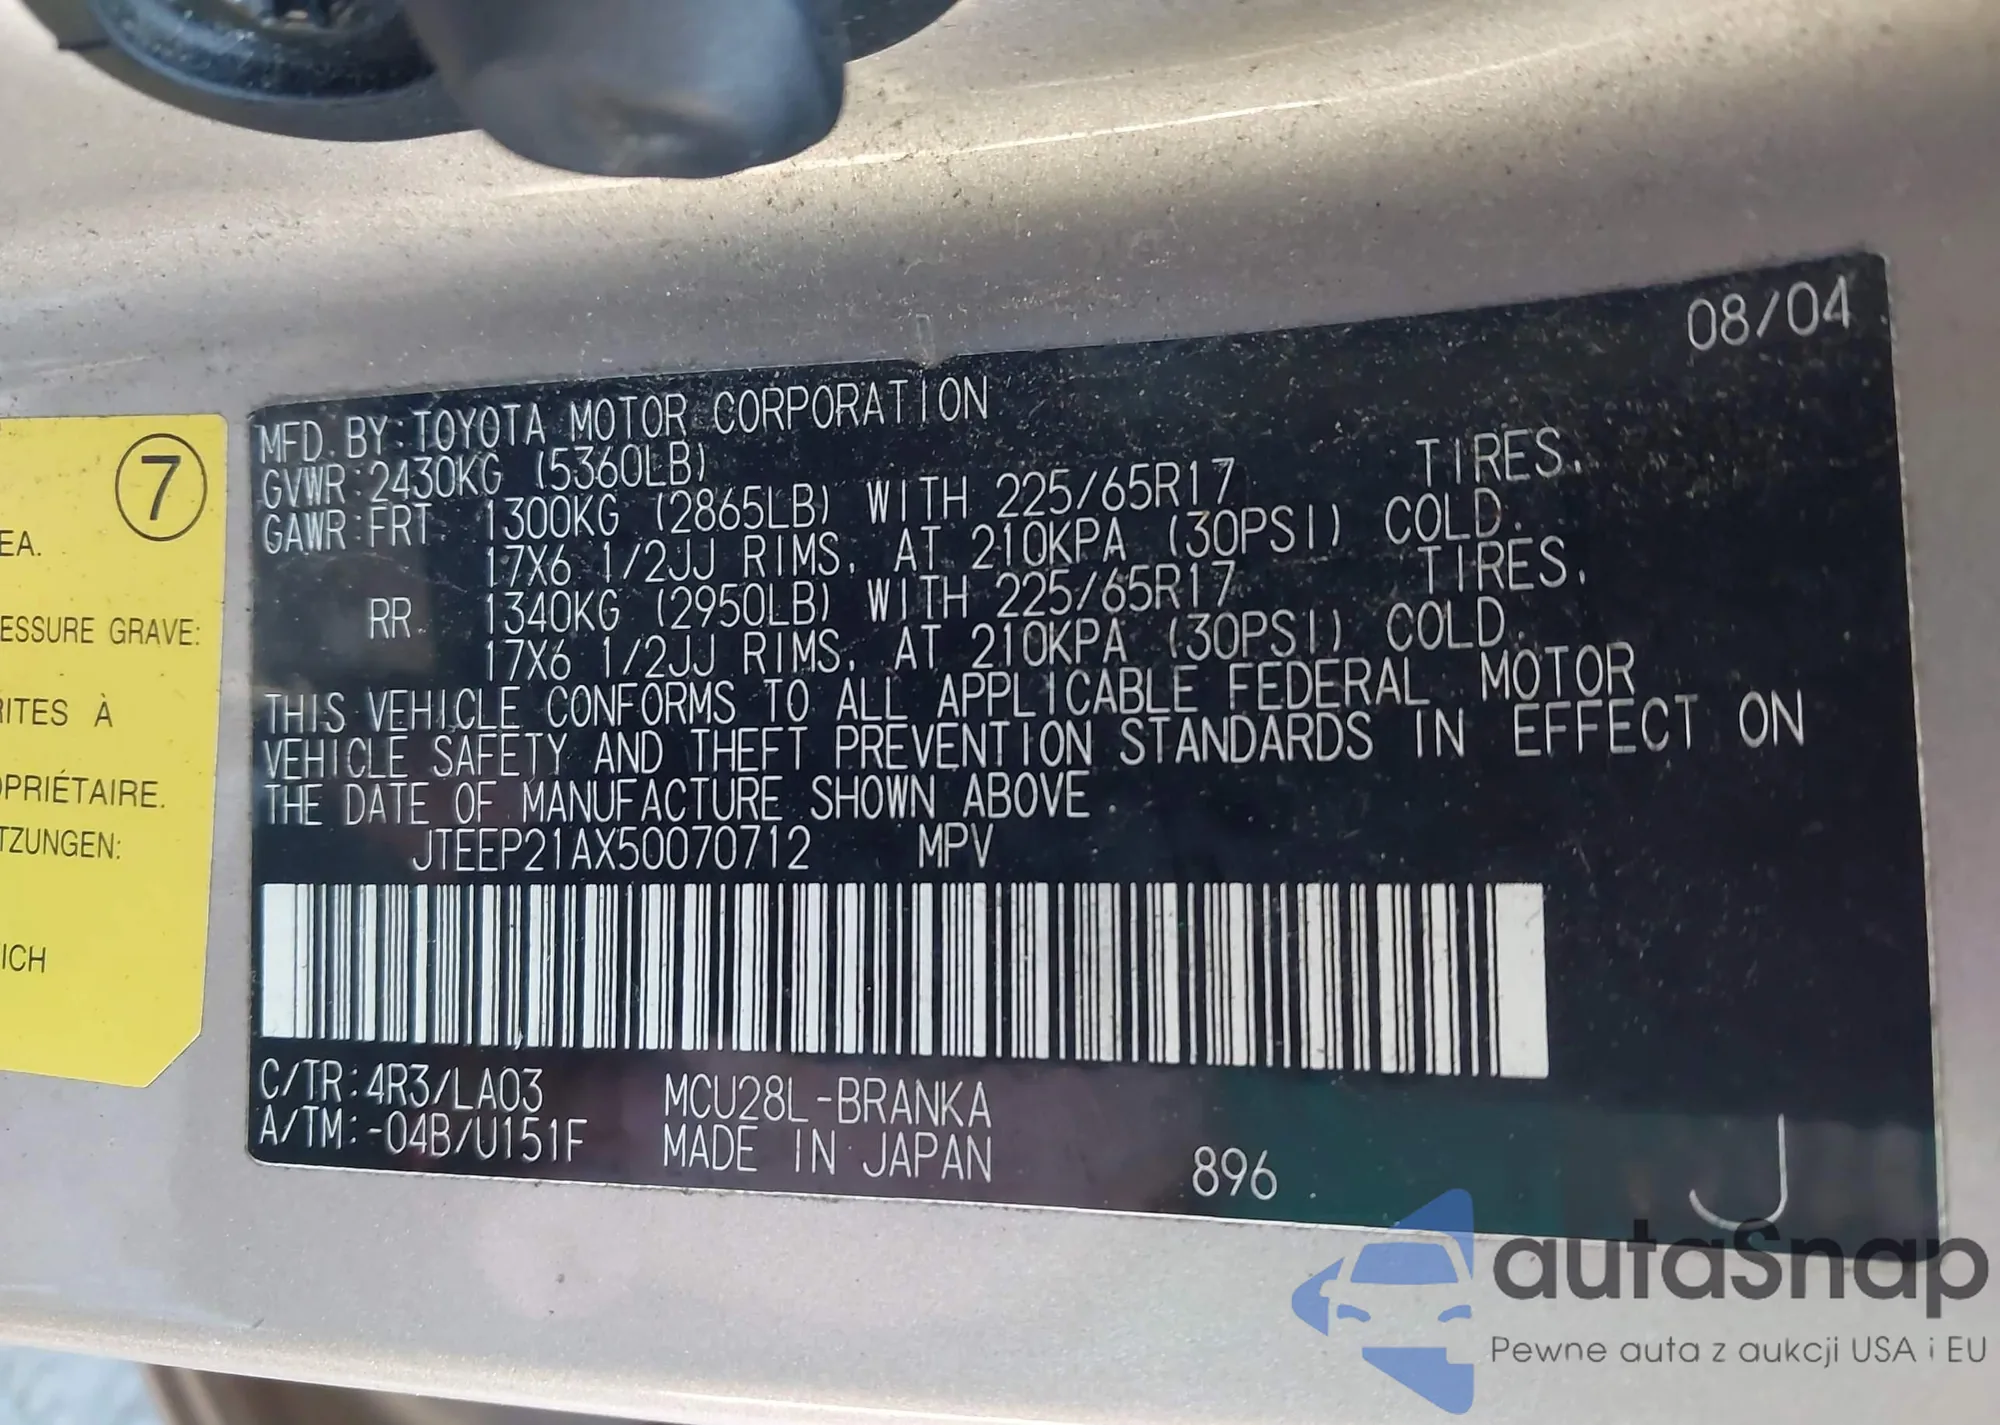 08/04
MFD. BY: TOYOTA MOTOR CORPORATION
GVWR: 2430KG (5360LB)
GAWR: FRT. 1300KG (2865LB) WITH 225/65R17 TIRES.
17X6 1/2JJ RIMS, AT 210KPA (30PSI) COLD.
RR. 1340KG (2950LB) WITH 225/65R17 TIRES,
17X6 1/2JJ RIMS, AT 210KPA (30PSI) COLD.
THIS VEHICLE CONFORMS TO ALL APPLICABLE FEDERAL MOTOR
VEHICLE SAFETY AND THEFT PREVENTION STANDARDS IN EFFECT ON
THE DATE OF MANUFACTURE SHOWN ABOVE.
JTEEP21AX50070712 MPV
C/TR: 4R3/LA03 MCU28L-BRANKA
A/TM: -04B/U151F MADE IN JAPAN 896
J
7
EA.
ESSURE GRAVE:
RITES À
OPRIÉTAIRE.
TZUNGEN:
ICH
autaSnap
Pewne auta z aukcji USA i EU